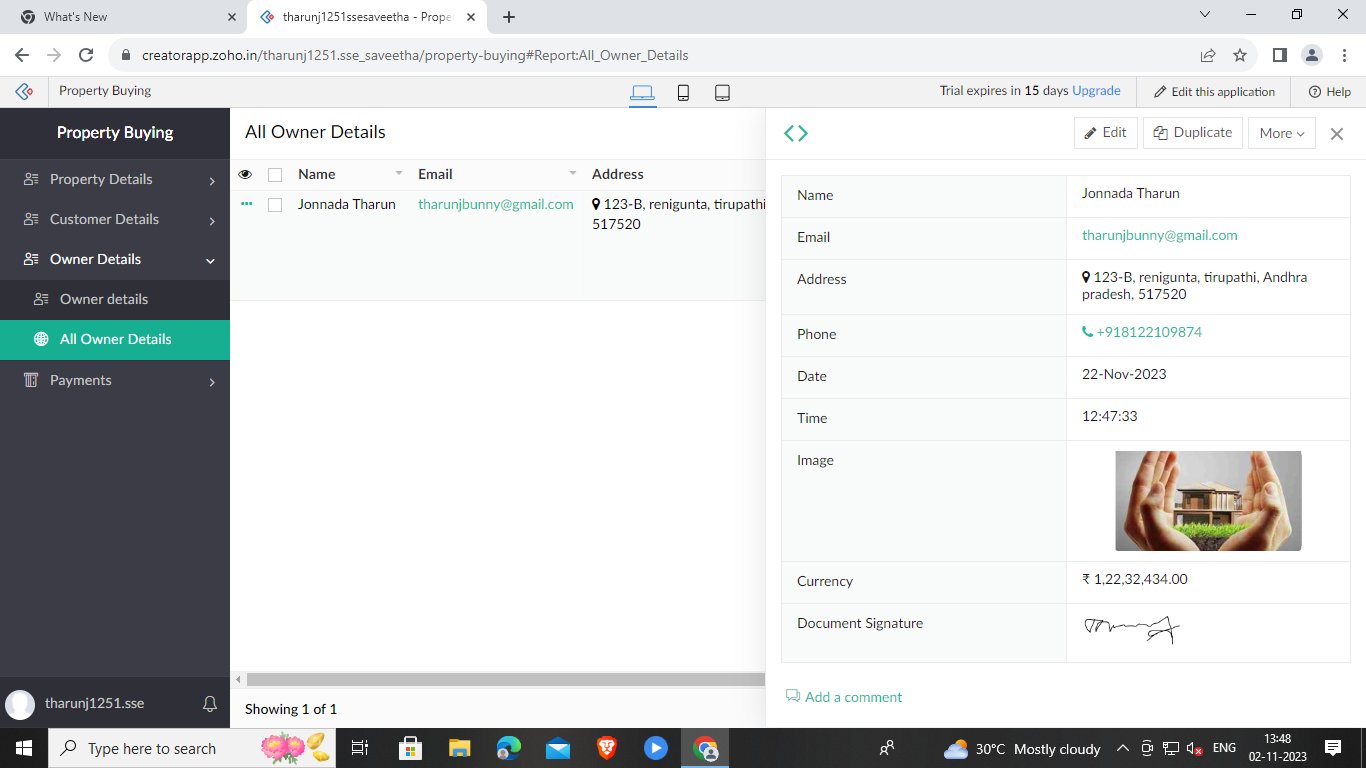 What's New
tharunj1251ssesaveetha - Prope
creatorapp.zoho.in/tharunj1251.sse_saveetha/property-buying#Report:All_Owner_Details
Property Buying
Trial expires in 15 days Upgrade
Edit this application
Help
Property Buying
Property Details
Customer Details
Owner Details
Owner details
All Owner Details
Payments
tharunj1251.sse
All Owner Details
Name Email Address
Jonnada Tharun tharunjbunny@gmail.com 123-B, renigunta, tirupathi
517520
Showing 1 of 1
Edit Duplicate More
Name Jonnada Tharun
Email tharunjbunny@gmail.com
Address 123-B, renigunta, tirupathi, Andhra
pradesh, 517520
Phone +918122109874
Date 22-Nov-2023
Time 12:47:33
Image
Currency ₹ 1,22,32,434.00
Document Signature
Add a comment
Type here to search
30°C Mostly cloudy
ENG
13:48
02-11-2023